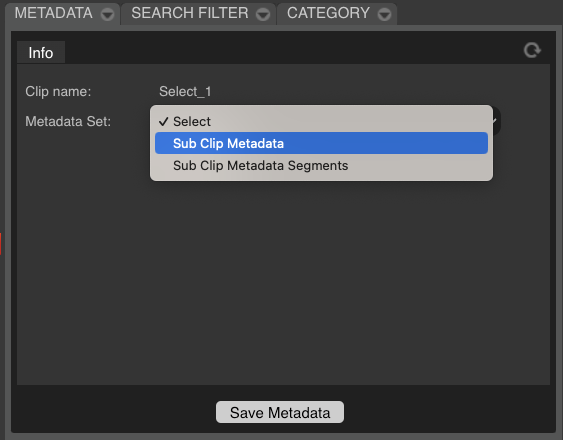 METADATA SEARCH FILTER CATEGORY
Info
Clip name: Select_1
Metadata Set: ✓ Select
Sub Clip Metadata
Sub Clip Metadata Segments
Save Metadata